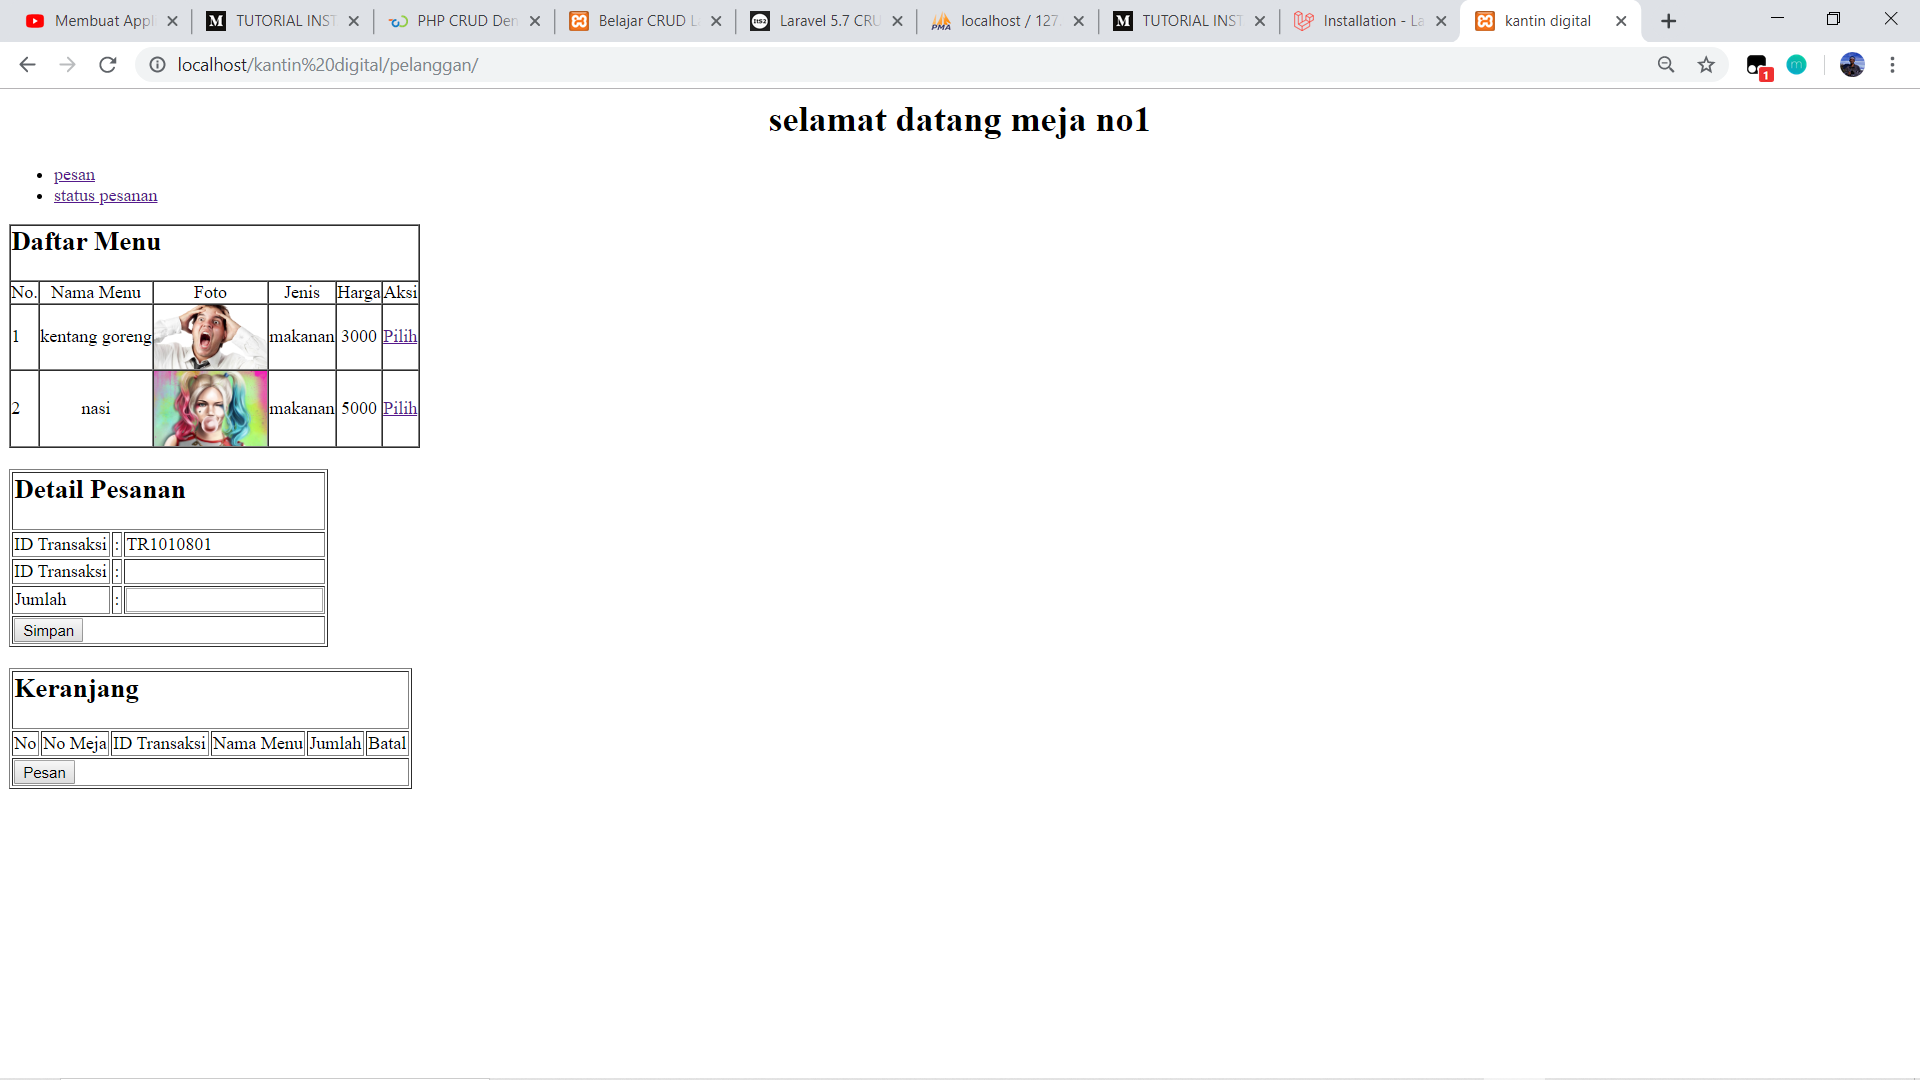 Membuat Appl
TUTORIAL INST
PHP CRUD Den
Belajar CRUD L
Laravel 5.7 CRU
localhost / 127.
TUTORIAL INST
Installation - La
kantin digital
localhost/kantin%20digital/pelanggan/
1
m
selamat datang meja no1
pesan
status pesanan
Daftar Menu
No. Nama Menu Foto Jenis Harga Aksi
1 kentang goreng makanan 3000 Pilih
2 nasi makanan 5000 Pilih
Detail Pesanan
ID Transaksi : TR1010801
ID Transaksi :
Jumlah :
Simpan
Keranjang
No No Meja ID Transaksi Nama Menu Jumlah Batal
Pesan